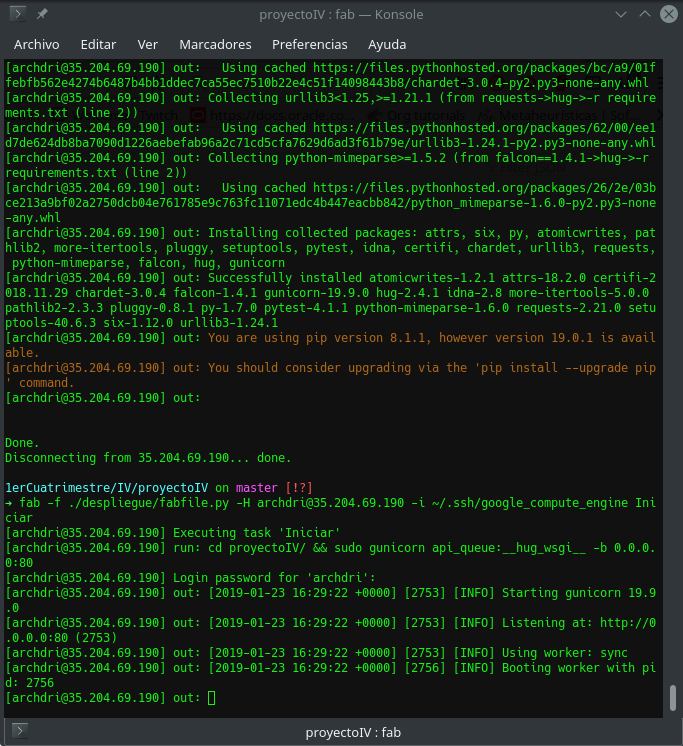 proyectoIV : fab — Konsole
Archivo Editar Ver Marcadores Preferencias Ayuda
[archdri@35.204.69.190] out:   Using cached https://files.pythonhosted.org/packages/bc/a9/01f
febfb562e4274b6487b4bb1ddec7ca55ec7510b22e4c51f14098443b8/chardet-3.0.4-py2.py3-none-any.whl
[archdri@35.204.69.190] out: Collecting urllib3<1.25,>=1.21.1 (from requests->hug->-r require
ments.txt (line 2))
[archdri@35.204.69.190] out:   Using cached https://files.pythonhosted.org/packages/62/00/ee1
d7de624db8ba7090d1226aebefab96a2c71cd5cfa7629d6ad3f61b79e/urllib3-1.24.1-py2.py3-none-any.whl
[archdri@35.204.69.190] out: Collecting python-mimeparse>=1.5.2 (from falcon==1.4.1->hug->-r
requirements.txt (line 2))
[archdri@35.204.69.190] out:   Using cached https://files.pythonhosted.org/packages/26/2e/03b
ce213a9bf02a2750dcb04e761785e9c763fc11071edc4b447eacbb842/python_mimeparse-1.6.0-py2.py3-none
-any.whl
[archdri@35.204.69.190] out: Installing collected packages: attrs, six, py, atomicwrites, pat
hlib2, more-itertools, pluggy, setuptools, pytest, idna, certifi, chardet, urllib3, requests,
 python-mimeparse, falcon, hug, gunicorn
[archdri@35.204.69.190] out: Successfully installed atomicwrites-1.2.1 attrs-18.2.0 certifi-2
018.11.29 chardet-3.0.4 falcon-1.4.1 gunicorn-19.9.0 hug-2.4.1 idna-2.8 more-itertools-5.0.0
pathlib2-2.3.3 pluggy-0.8.1 py-1.7.0 pytest-4.1.1 python-mimeparse-1.6.0 requests-2.21.0 setu
ptools-40.6.3 six-1.12.0 urllib3-1.24.1
[archdri@35.204.69.190] out: You are using pip version 8.1.1, however version 19.0.1 is avail
able.
[archdri@35.204.69.190] out: You should consider upgrading via the 'pip install --upgrade pip
' command.
[archdri@35.204.69.190] out:
Done.
Disconnecting from 35.204.69.190... done.
1erCuatrimestre/IV/proyectoIV on master [!?]
→ fab -f ./despliegue/fabfile.py -H archdri@35.204.69.190 -i ~/.ssh/google_compute_engine Ini
ciar
[archdri@35.204.69.190] Executing task 'Iniciar'
[archdri@35.204.69.190] run: cd proyectoIV/ && sudo gunicorn api_queue:__hug_wsgi__ -b 0.0.0.
0:80
[archdri@35.204.69.190] Login password for 'archdri':
[archdri@35.204.69.190] out: [2019-01-23 16:29:22 +0000] [2753] [INFO] Starting gunicorn 19.9
.0
[archdri@35.204.69.190] out: [2019-01-23 16:29:22 +0000] [2753] [INFO] Listening at: http://0
.0.0.0:80 (2753)
[archdri@35.204.69.190] out: [2019-01-23 16:29:22 +0000] [2753] [INFO] Using worker: sync
[archdri@35.204.69.190] out: [2019-01-23 16:29:22 +0000] [2756] [INFO] Booting worker with pi
d: 2756
[archdri@35.204.69.190] out:
proyectoIV : fab